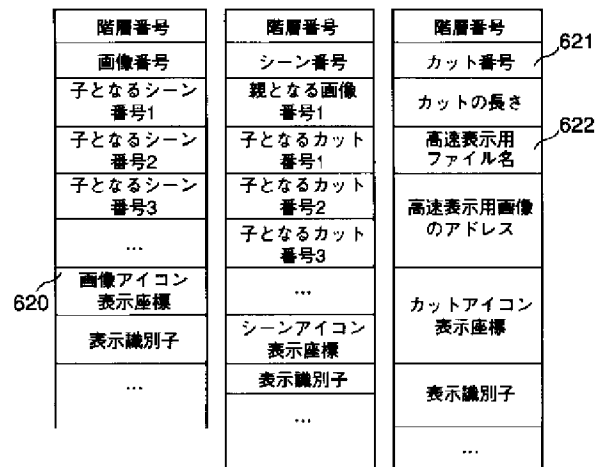 階層番号
画像番号
子となるシーン
番号1
子となるシーン
番号2
子となるシーン
番号3
...
画像アイコン
表示座標
表示識別子
...
620
階層番号
シーン番号
親となる画像
番号1
子となるカット
番号1
子となるカット
番号2
子となるカット
番号3
...
シーンアイコン
表示座標
表示識別子
...
階層番号
カット番号
カットの長さ
高速表示用
ファイル名
高速表示用画像
のアドレス
カットアイコン
表示座標
表示識別子
...
621
622